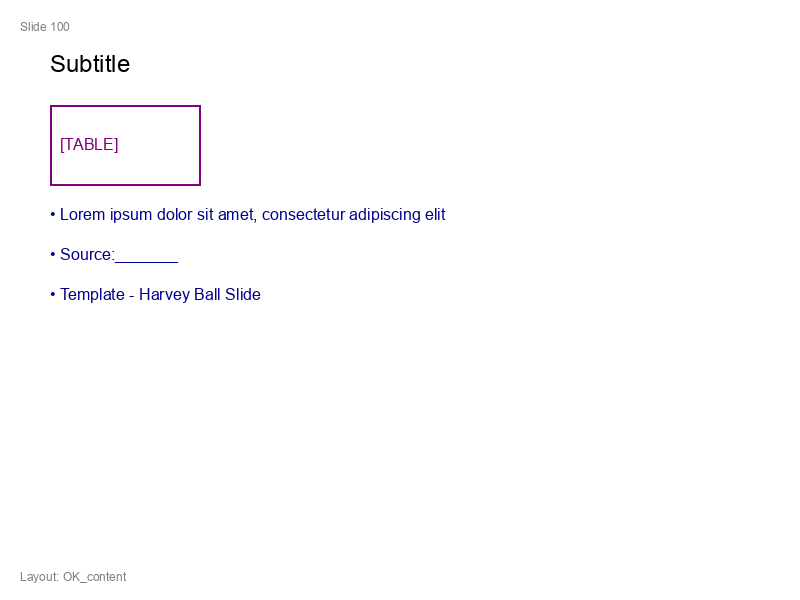 Slide 100
Subtitle
[TABLE]
• Lorem ipsum dolor sit amet, consectetur adipiscing elit
• Source:_______
• Template - Harvey Ball Slide
Layout: OK_content